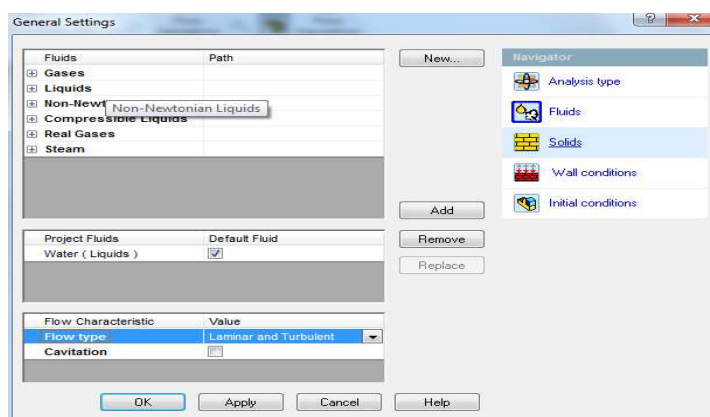 General Settings
Fluids Path
Gases
Liquids
Non-Newt
Non-Newtonian Liquids
Compressible Liquids
Real Gases
Steam
New...
Add
Project Fluids Default Fluid
Water ( Liquids )
Remove
Replace
Flow Characteristic Value
Flow type Laminar and Turbulent
Cavitation
OK Apply Cancel Help
Navigator
Analysis type
Fluids
Solids
Wall conditions
Initial conditions